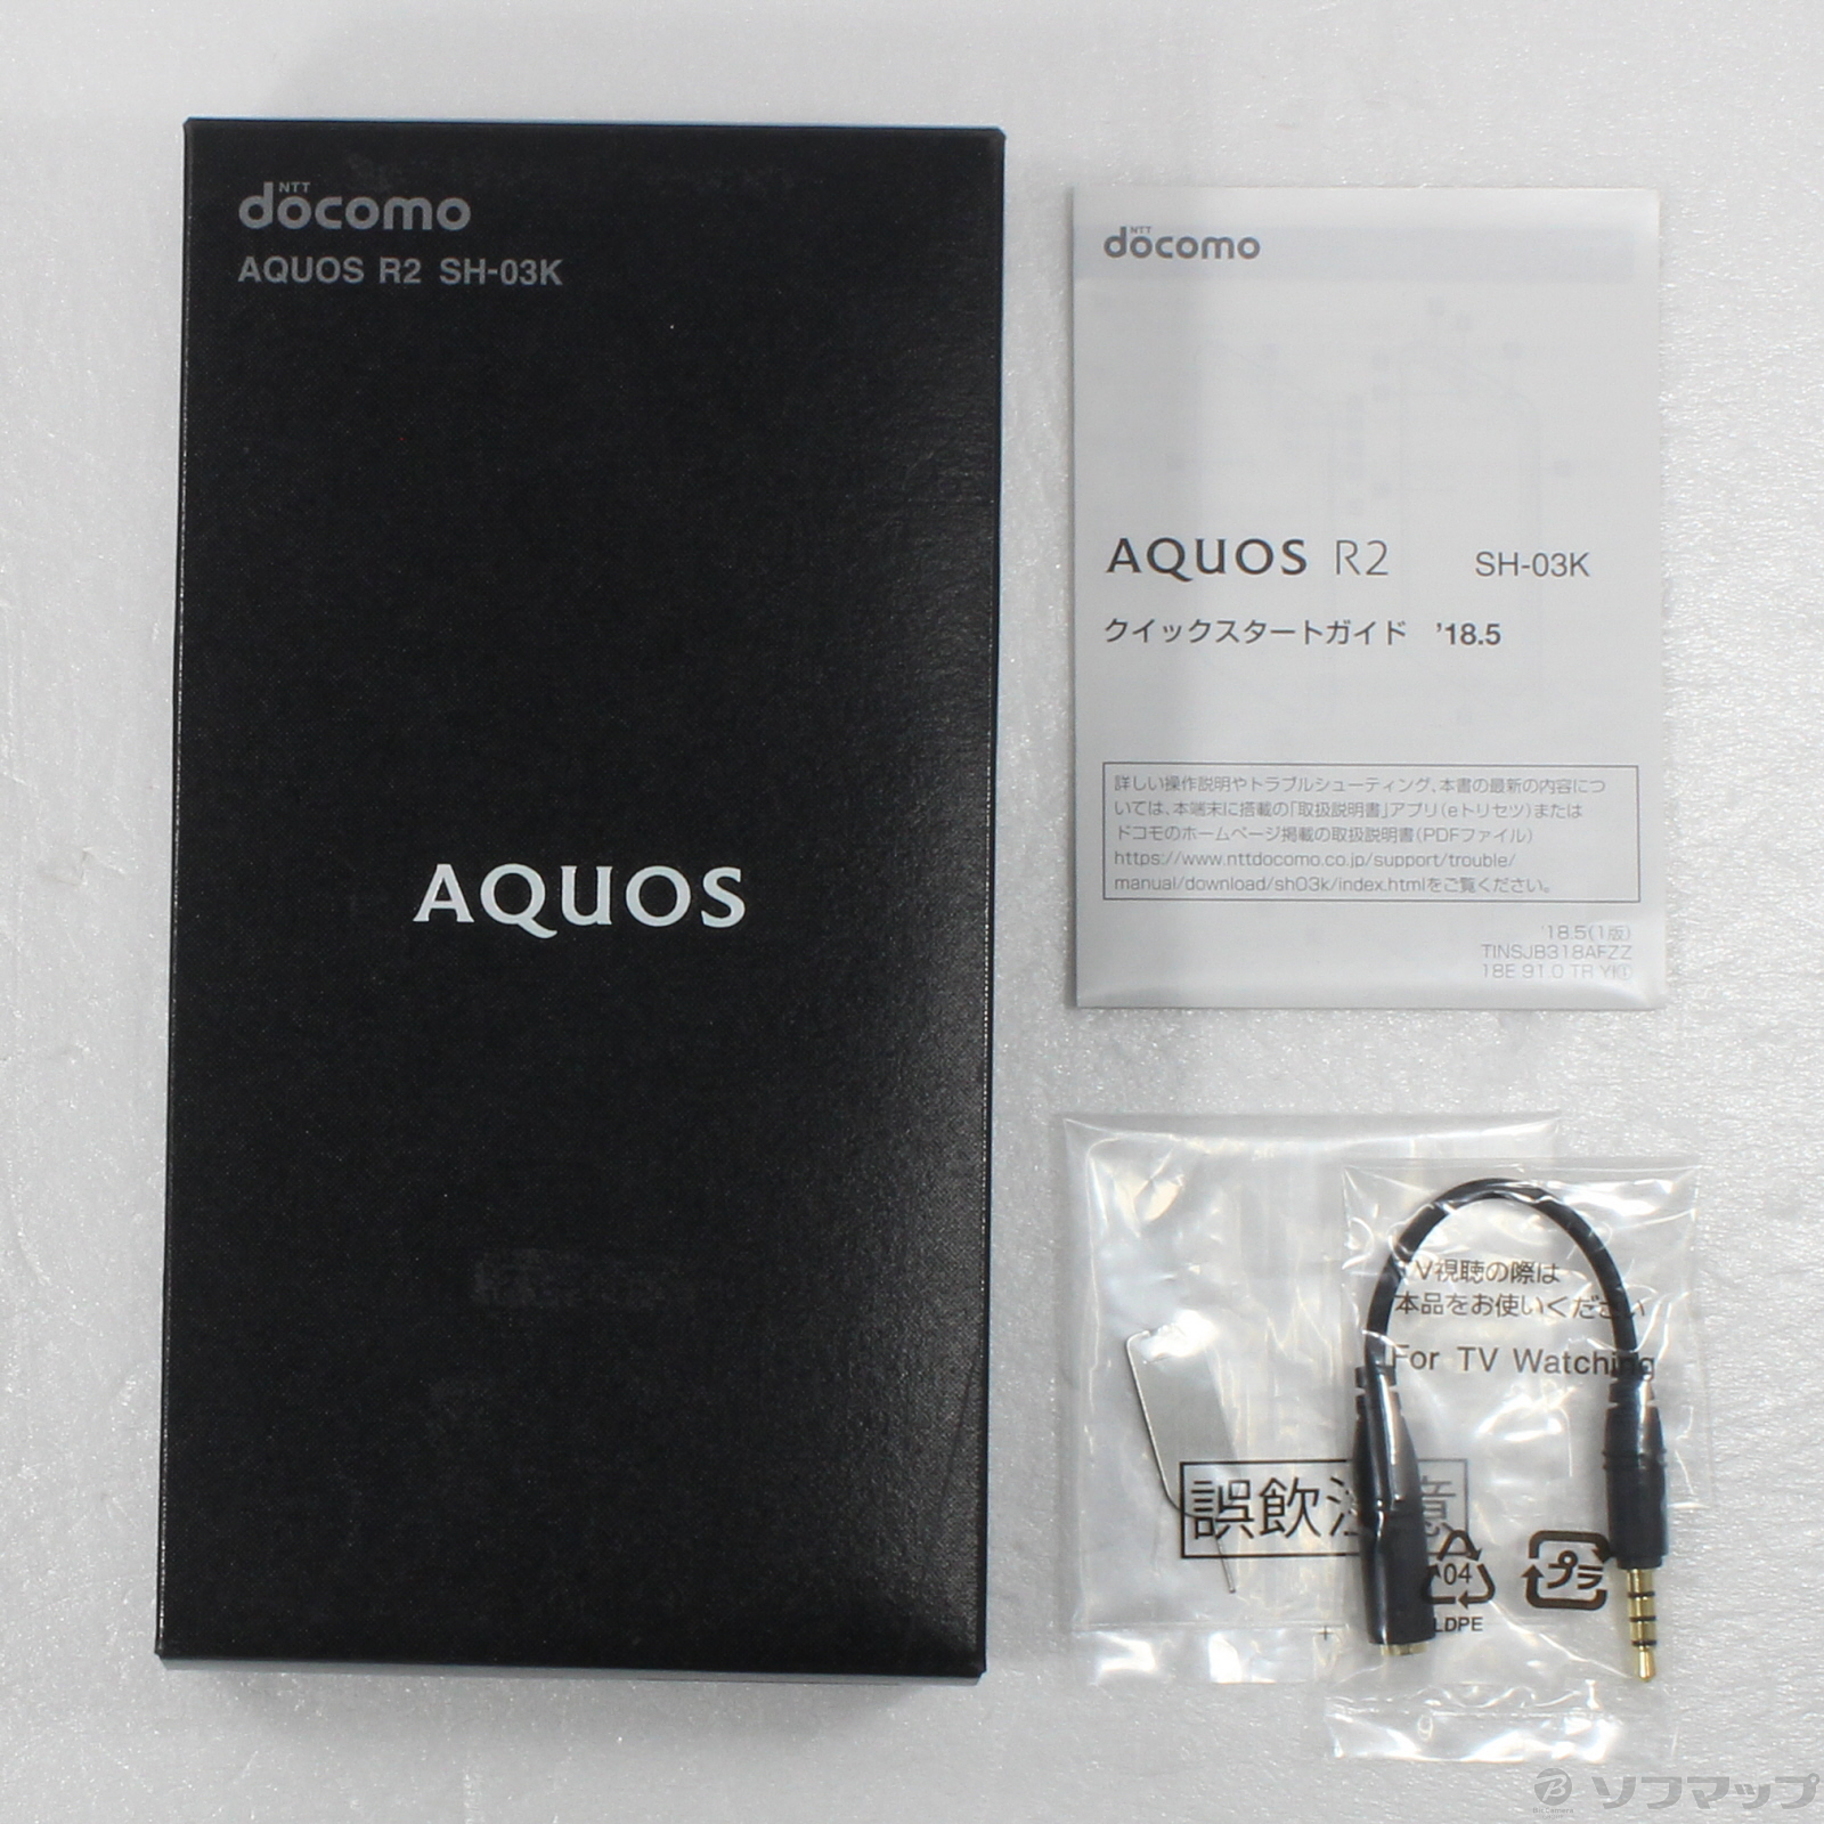 NTT
docomo
AQUOS R2 SH-03K
AQUOS
NTT
docomo
AQUOS R2 SH-03K
クイックスタートガイド ’18.5
詳しい操作説明やトラブルシューティング、本書の最新の内容につ
いては、本端末に搭載の「取扱説明書」アプリ(eトリセツ)または
ドコモのホームページ掲載の取扱説明書(PDFファイル)
https://www.nttdocomo.co.jp/support/trouble/
manual/download/sh03k/index.htmlをご覧ください。
'18.5(1版)
TINSJB318AFZZ
18E 91.0 TR YK①
V視聴の際は
本品をお使いください
For TV Watching
誤飲注意
04
LDPE
プラ
9
Bic Camera
ソフマップ